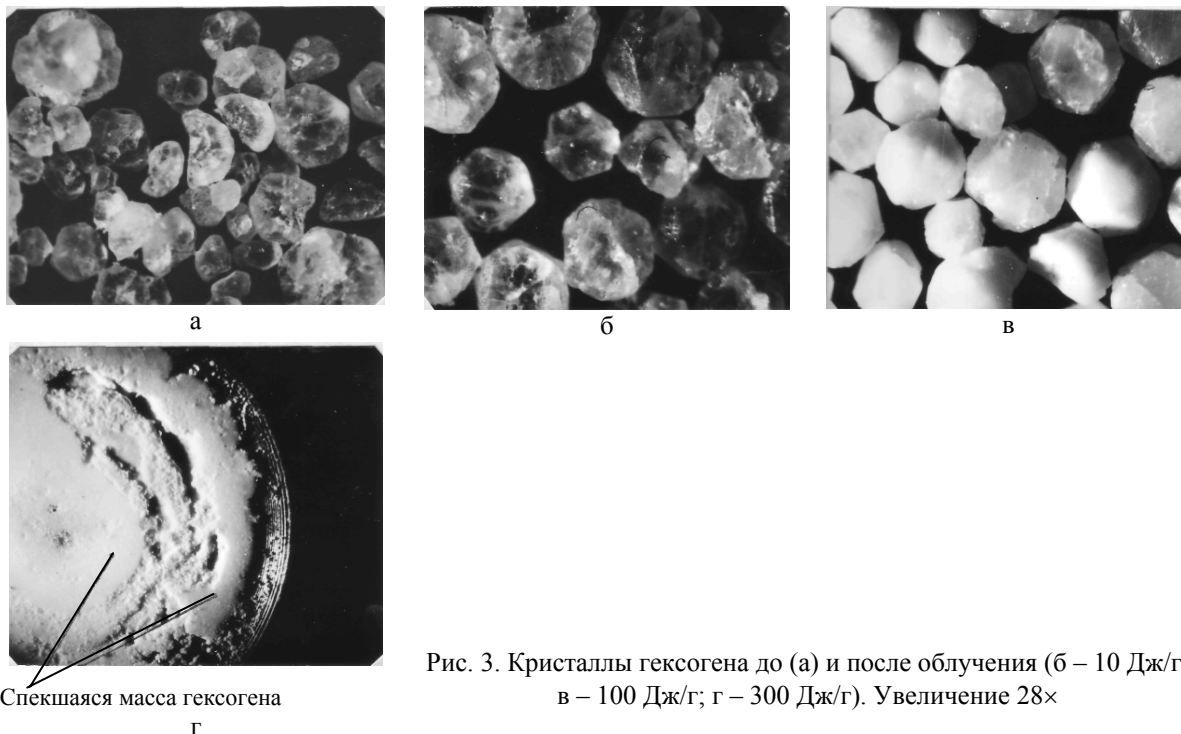 а
б
в
Спекшаяся масса гексогена
г
Рис. 3. Кристаллы гексогена до (а) и после облучения (б – 10 Дж/г
в – 100 Дж/г; г – 300 Дж/г). Увеличение 28×